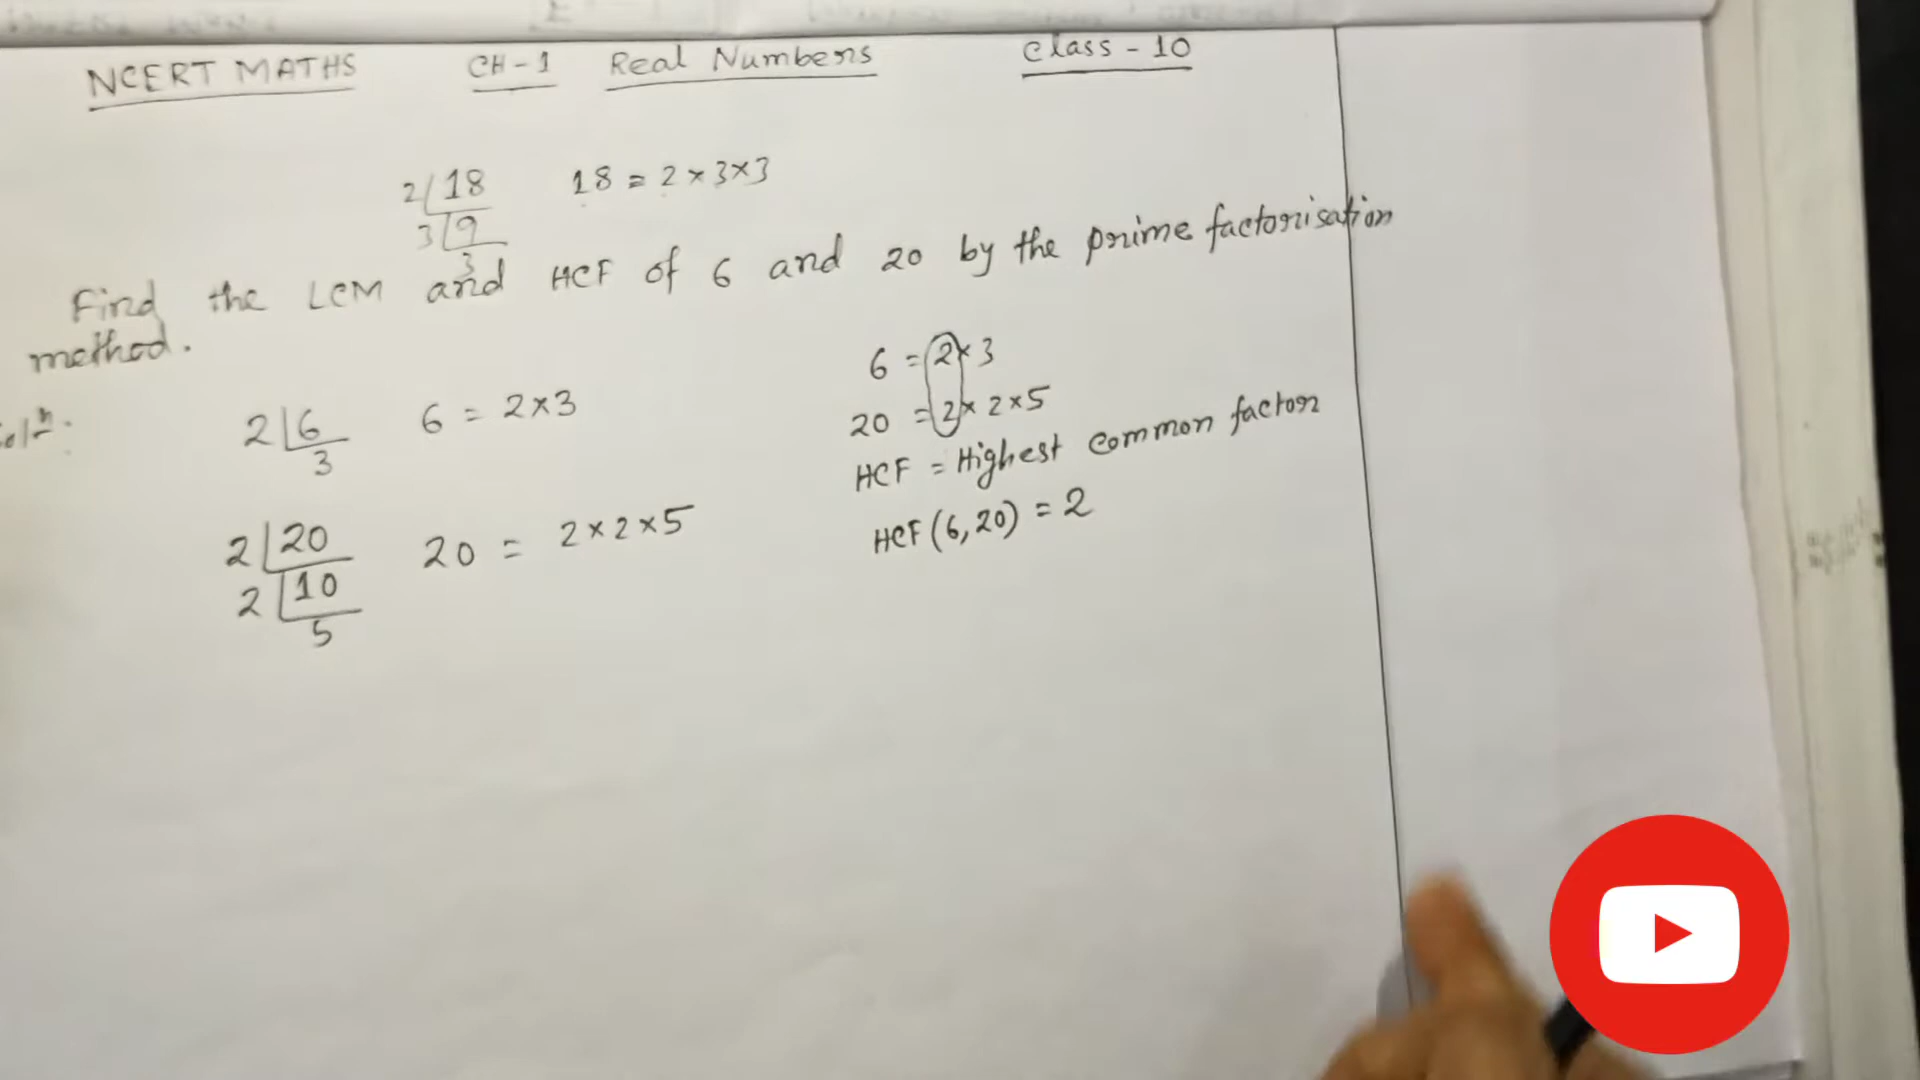 NCERT MATHS CH-1 Real Numbers Class-10
2 18 18 = 2×3×3
3 9
3
Find the LCM and HCF of 6 and 20 by the prime factorisation
method.
2 6 6 = 2×3
3
2 20 20 = 2×2×5
2 10
5
6 = 2×3
20 = 2×2×5
HCF = Highest common factor
HCF(6,20) = 2